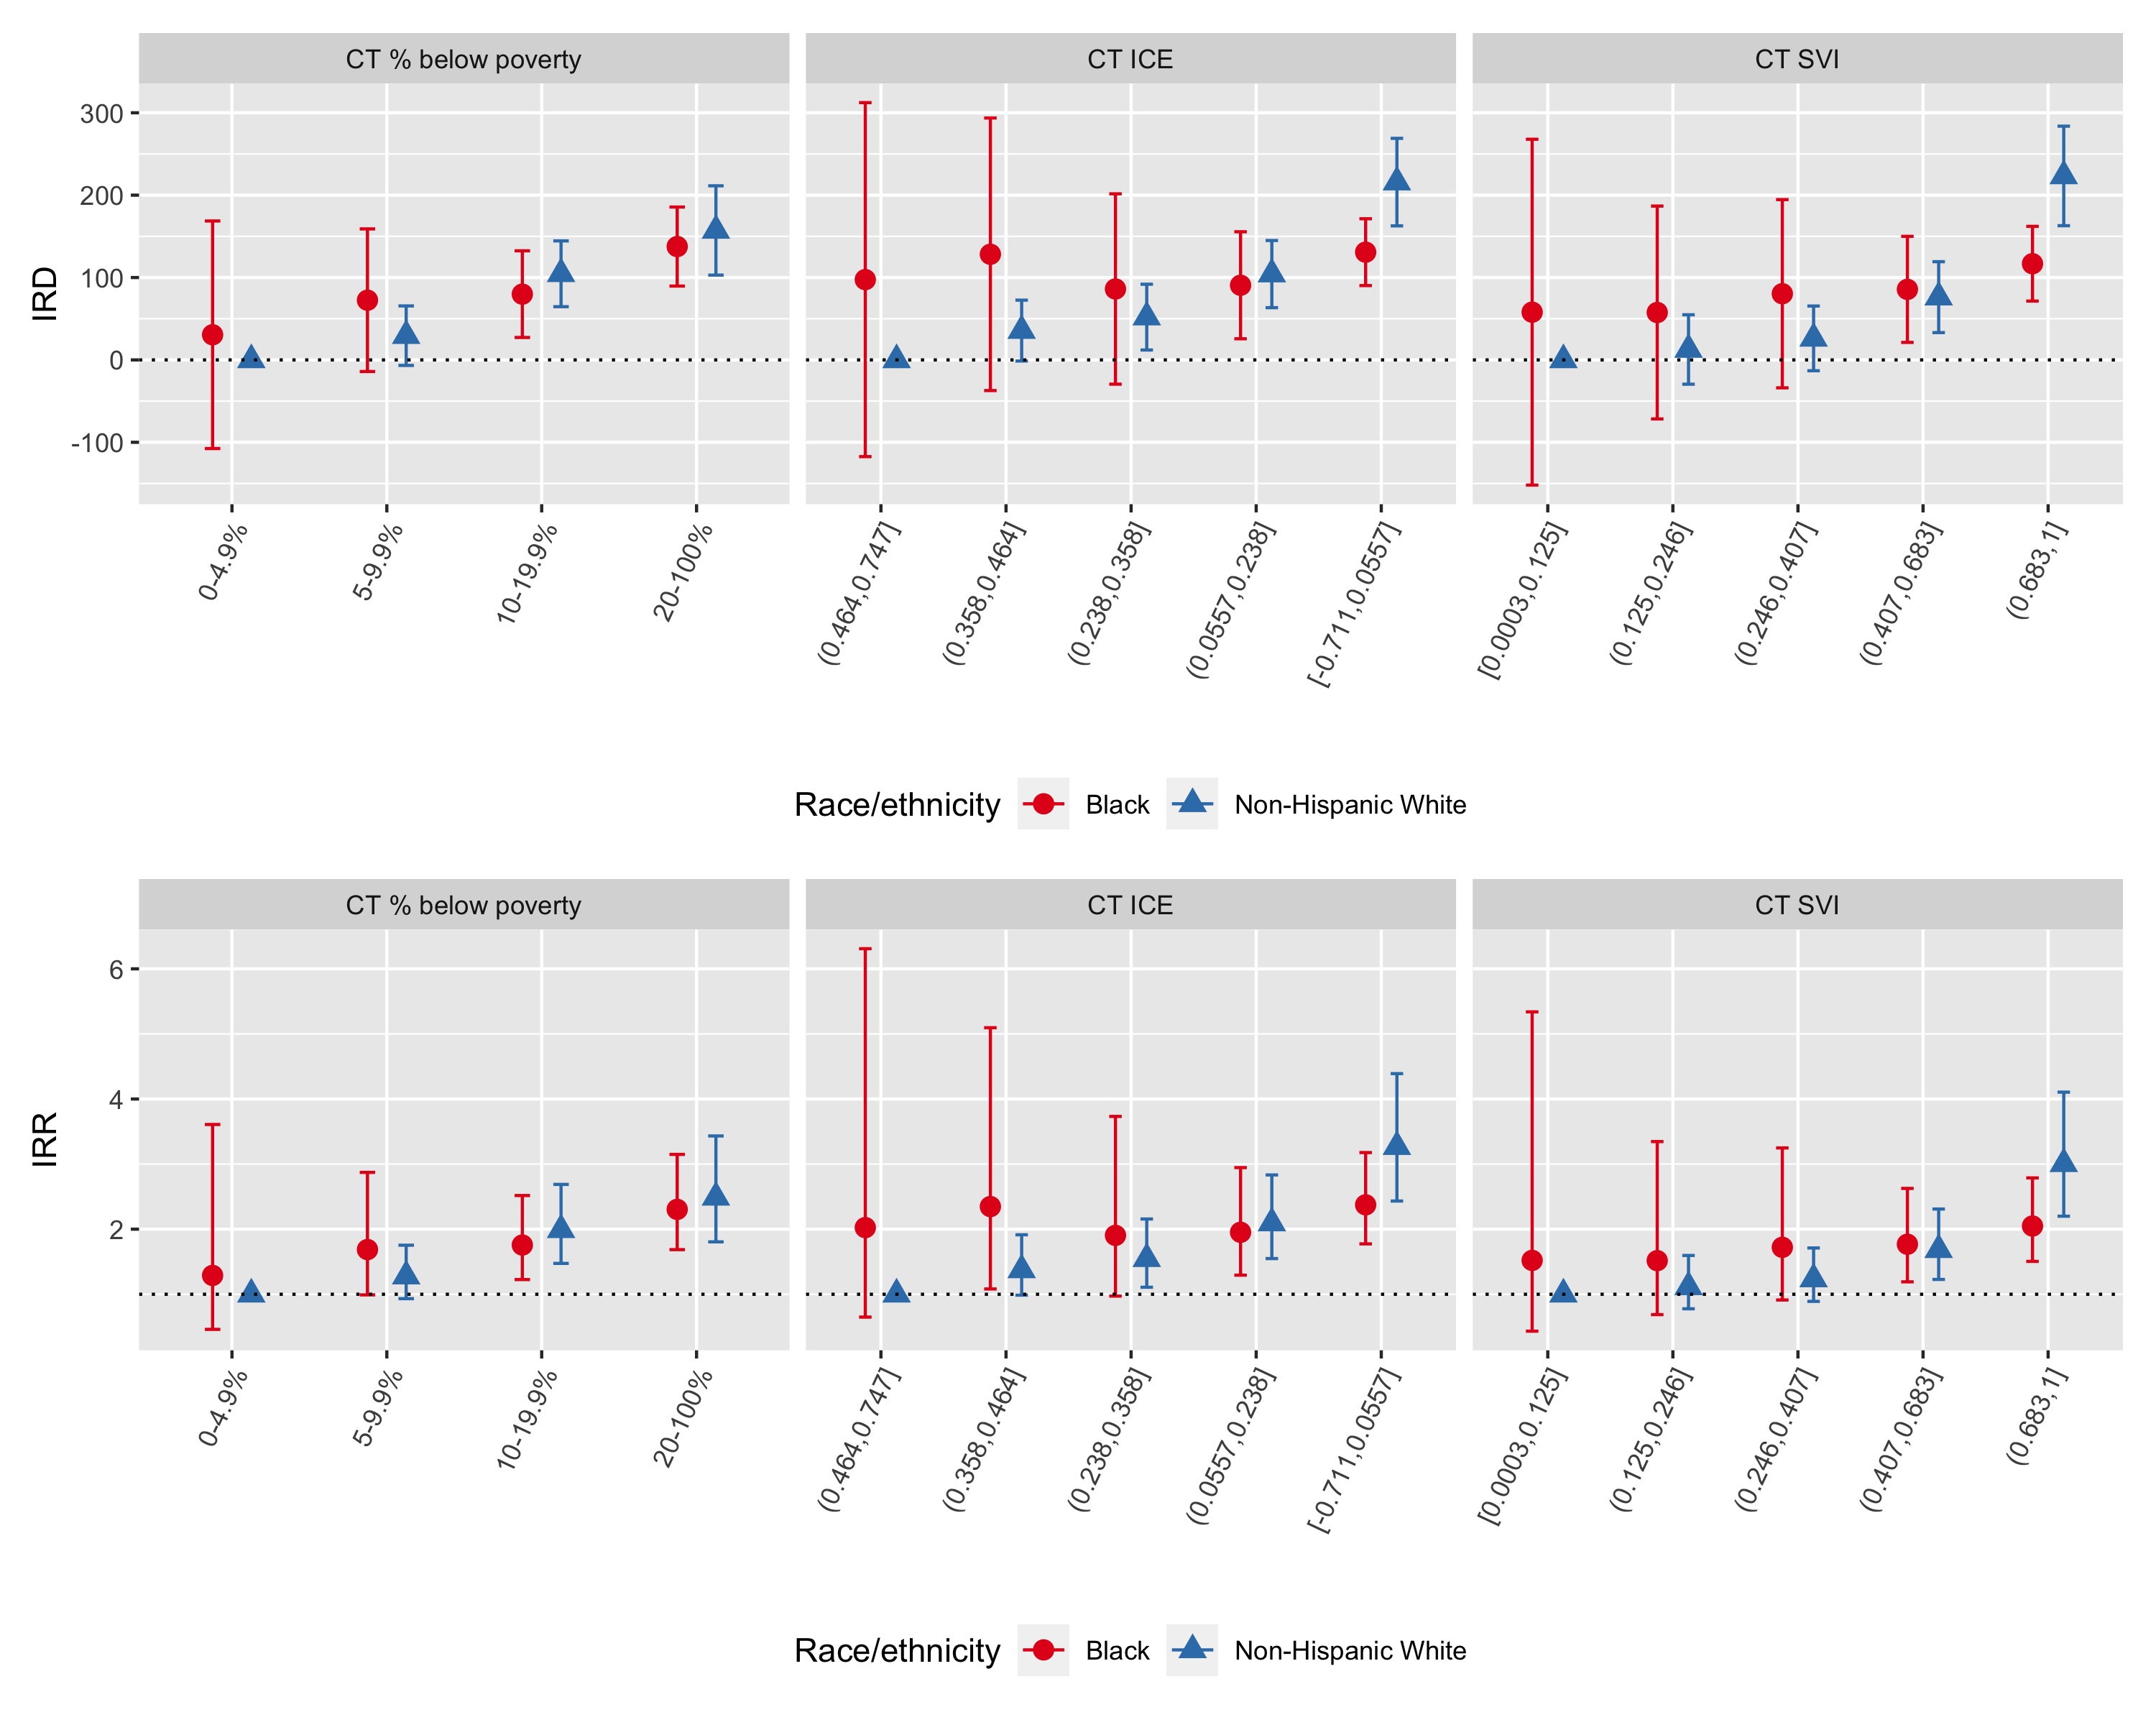 CT % below poverty CT ICE CT SVI
300
200
100
0
-100
IRD
0-4.9% 5-9.9% 10-19.9% 20-100% (0.464,0.747] (0.358,0.464] (0.238,0.358] (0.0557,0.238] [-0.711,0.0557] [0.0003,0.125] (0.125,0.246] (0.246,0.407] (0.407,0.683] (0.683,1]
Race/ethnicity Black Non-Hispanic White
CT % below poverty CT ICE CT SVI
6
4
2
IRR
0-4.9% 5-9.9% 10-19.9% 20-100% (0.464,0.747] (0.358,0.464] (0.238,0.358] (0.0557,0.238] [-0.711,0.0557] [0.0003,0.125] (0.125,0.246] (0.246,0.407] (0.407,0.683] (0.683,1]
Race/ethnicity Black Non-Hispanic White